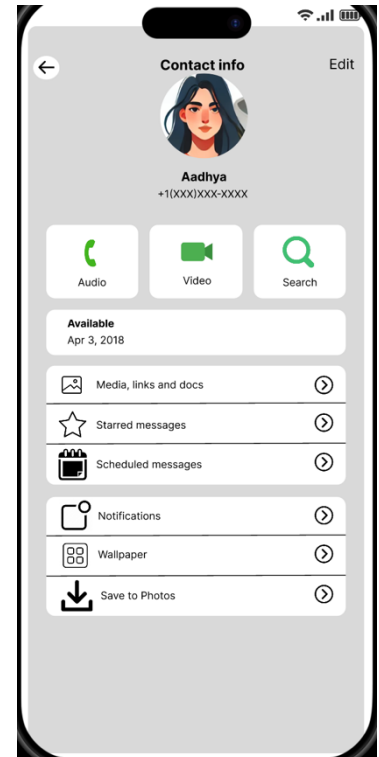 Contact info
Edit
Aadhya
+1(XXX)XXX-XXXX
Audio
Video
Search
Available
Apr 3, 2018
Media, links and docs
Starred messages
Scheduled messages
Notifications
Wallpaper
Save to Photos